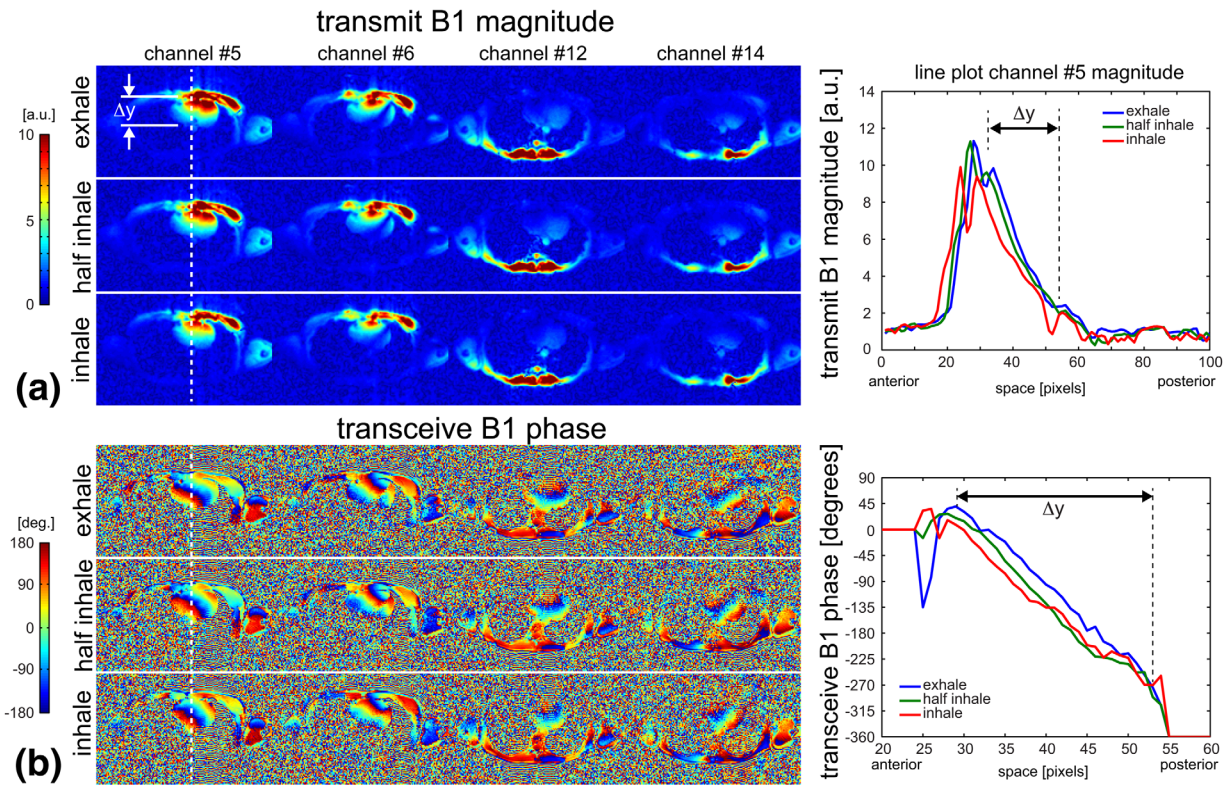 transmit B1 magnitude
channel #5 channel #6 channel #12 channel #14
[a.u.]
10
5
0
exhale
half inhale
inhale
Δy
(a)
line plot channel #5 magnitude
transmit B1 magnitude [a.u.]
14
12
10
8
6
4
2
0
Δy
exhale
half inhale
inhale
0 20 40 60 80 100
anterior space [pixels] posterior
transceive B1 phase
[deg.]
180
90
0
-90
-180
exhale
half inhale
inhale
(b)
transceive B1 phase [degrees]
90
45
0
-45
-90
-135
-180
-225
-270
-315
-360
Δy
exhale
half inhale
inhale
20 25 30 35 40 45 50 55 60
anterior space [pixels] posterior